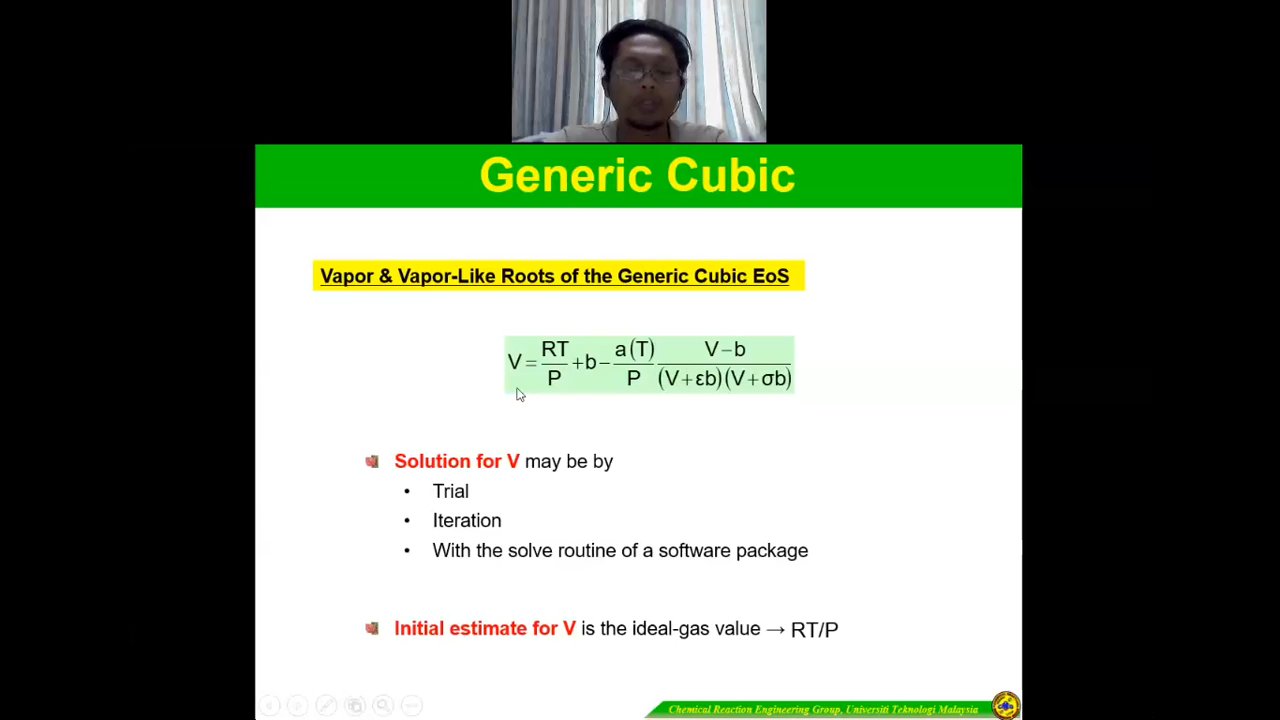 Generic Cubic
Vapor & Vapor-Like Roots of the Generic Cubic EoS
V = RT/P + b − a(T)/P (V − b)/((V + εb)(V + σb))
Solution for V may be by
• Trial
• Iteration
• With the solve routine of a software package
Initial estimate for V is the ideal-gas value → RT/P
Chemical Reaction Engineering Group, Universiti Teknologi Malaysia